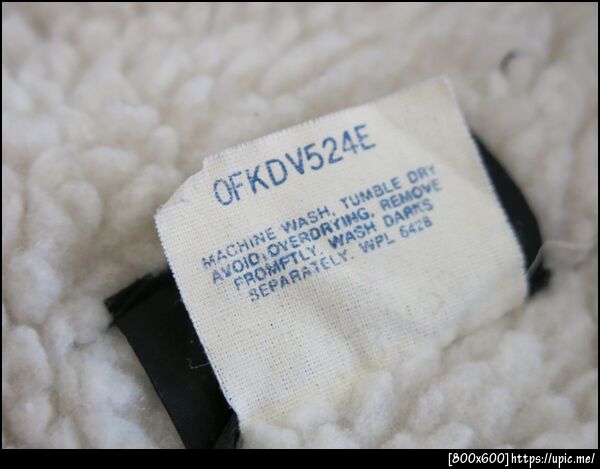 0FKDV524E
MACHINE WASH, TUMBLE DRY
AVOID OVERDRYING, REMOVE
PROMPTLY. WASH DARKS
SEPARATELY. WPL 6428
[800x600]https://upic.me/